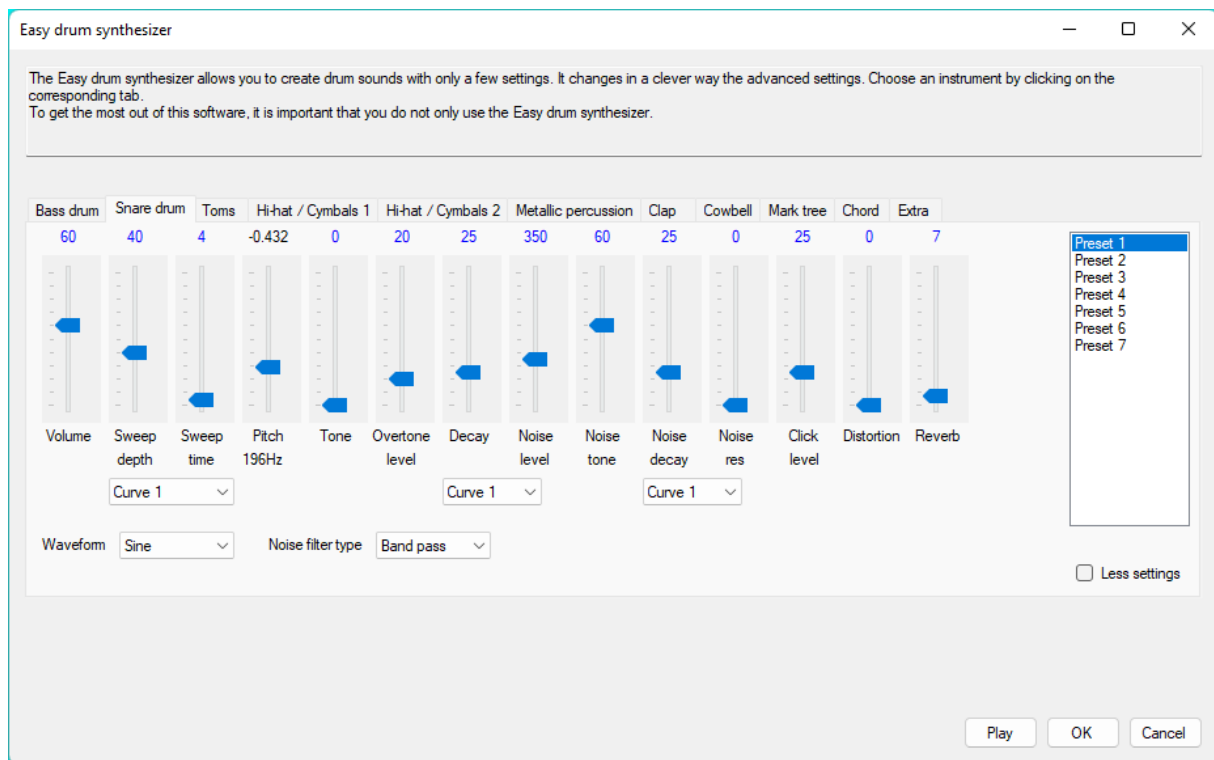 Easy drum synthesizer
The Easy drum synthesizer allows you to create drum sounds with only a few settings. It changes in a clever way the advanced settings. Choose an instrument by clicking on the
corresponding tab.
To get the most out of this software, it is important that you do not only use the Easy drum synthesizer.
Bass drum Snare drum Toms Hi-hat / Cymbals 1 Hi-hat / Cymbals 2 Metallic percussion Clap Cowbell Mark tree Chord Extra
60 40 4 -0.432 0 20 25 350 60 25 0 25 0 7
Volume Sweep Sweep Pitch Tone Overtone Decay Noise Noise Noise Noise Click Distortion Reverb
depth time 196Hz level level tone decay res level
Curve 1 Curve 1 Curve 1
Waveform Sine Noise filter type Band pass
Preset 1
Preset 2
Preset 3
Preset 4
Preset 5
Preset 6
Preset 7
Less settings
Play OK Cancel